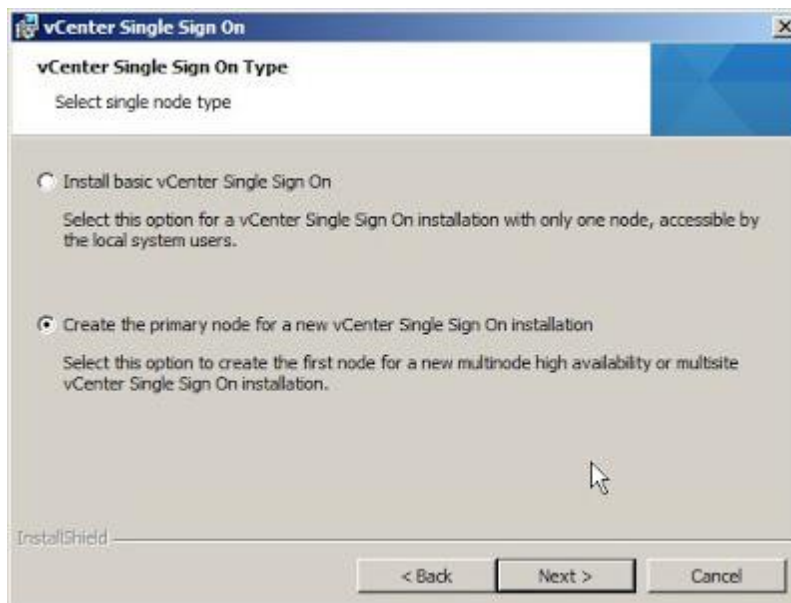 vCenter Single Sign On
vCenter Single Sign On Type
Select single node type
Install basic vCenter Single Sign On
Select this option for a vCenter Single Sign On installation with only one node, accessible by
the local system users.
Create the primary node for a new vCenter Single Sign On installation
Select this option to create the first node for a new multinode high availability or multisite
vCenter Single Sign On installation.
InstallShield
< Back
Next >
Cancel